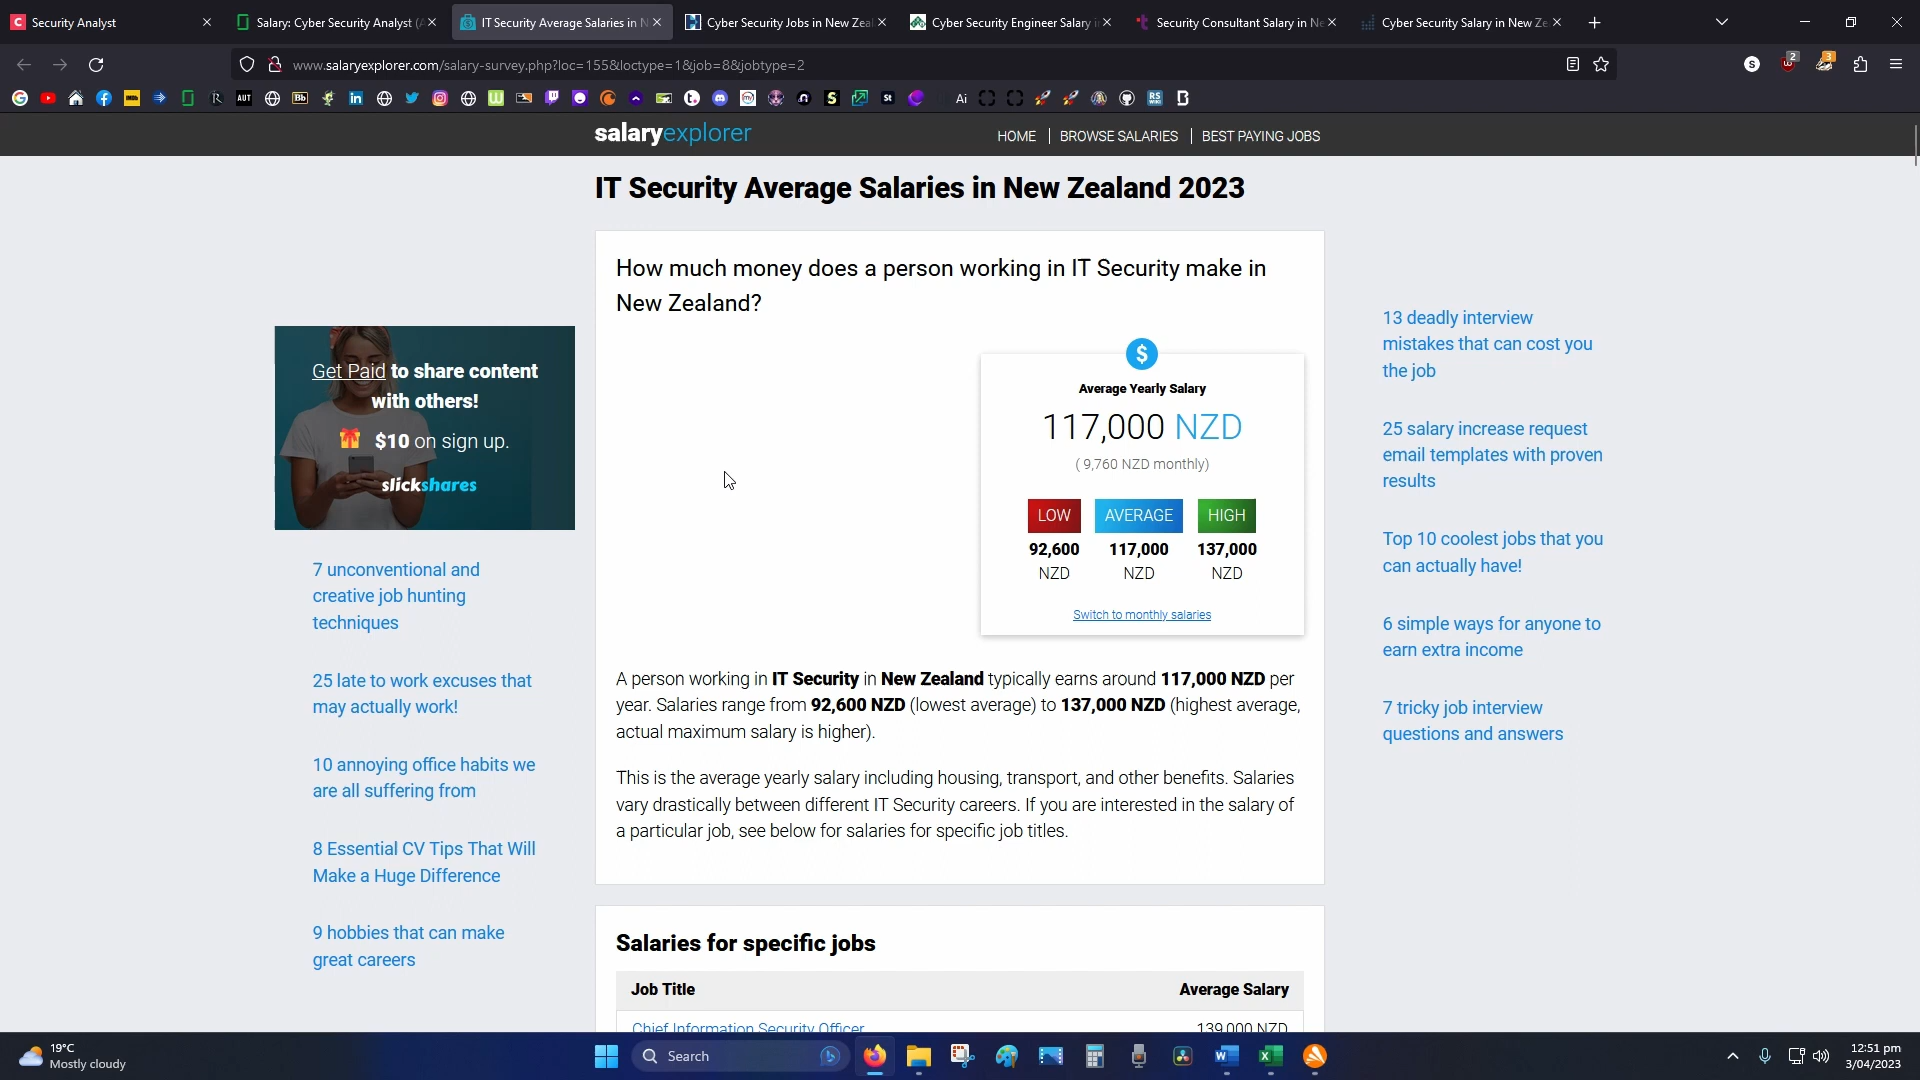 Security Analyst
Salary: Cyber Security Analyst (A
IT Security Average Salaries in N
Cyber Security Jobs in New Zeal
Cyber Security Engineer Salary i
Security Consultant Salary in Ne
Cyber Security Salary in New Ze
www.salaryexplorer.com/salary-survey.php?loc=155&loctype=1&job=8&jobtype=2
salaryexplorer
HOME | BROWSE SALARIES | BEST PAYING JOBS
IT Security Average Salaries in New Zealand 2023
How much money does a person working in IT Security make in
New Zealand?
Get Paid to share content
with others!
$10 on sign up.
slickshares
7 unconventional and
creative job hunting
techniques
25 late to work excuses that
may actually work!
10 annoying office habits we
are all suffering from
8 Essential CV Tips That Will
Make a Huge Difference
9 hobbies that can make
great careers
$
Average Yearly Salary
117,000 NZD
( 9,760 NZD monthly)
LOW AVERAGE HIGH
92,600 117,000 137,000
NZD NZD NZD
Switch to monthly salaries
A person working in IT Security in New Zealand typically earns around 117,000 NZD per
year. Salaries range from 92,600 NZD (lowest average) to 137,000 NZD (highest average,
actual maximum salary is higher).
This is the average yearly salary including housing, transport, and other benefits. Salaries
vary drastically between different IT Security careers. If you are interested in the salary of
a particular job, see below for salaries for specific job titles.
Salaries for specific jobs
Job Title Average Salary
Chief Information Security Officer 139,000 NZD
13 deadly interview
mistakes that can cost you
the job
25 salary increase request
email templates with proven
results
Top 10 coolest jobs that you
can actually have!
6 simple ways for anyone to
earn extra income
7 tricky job interview
questions and answers
19°C
Mostly cloudy
Search
12:51 pm
3/04/2023